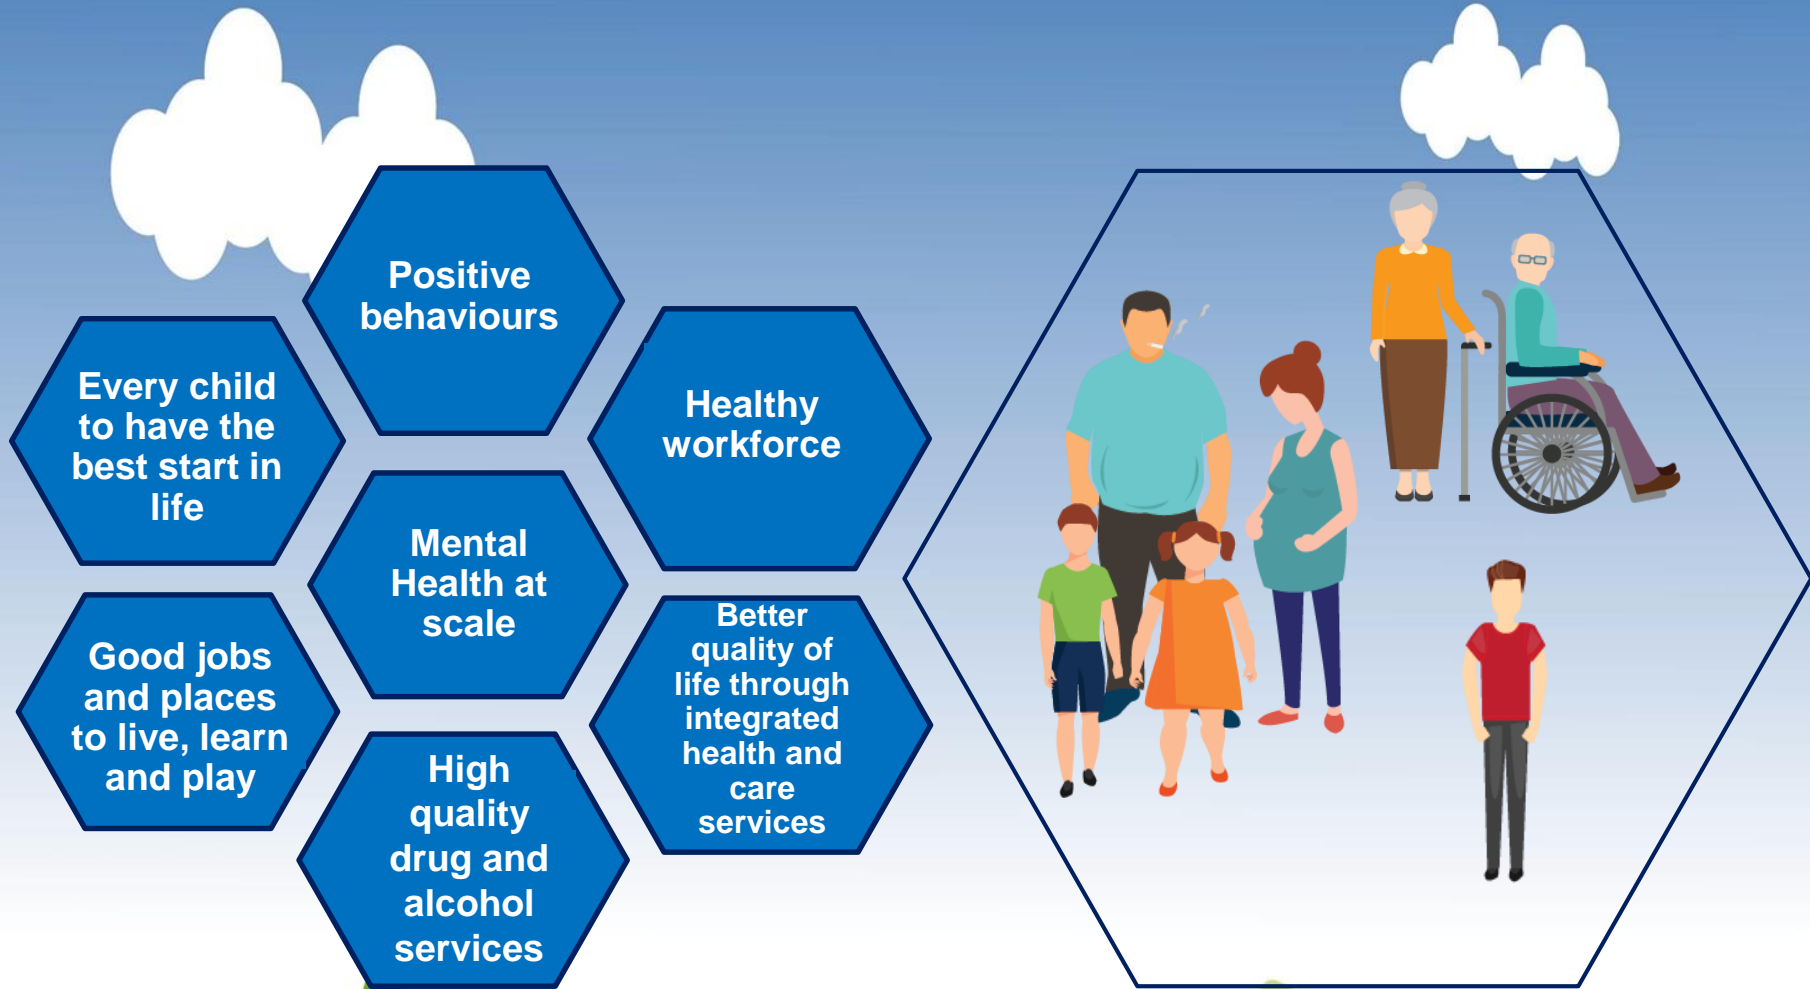 Positive
behaviours
Every child
to have the
best start in
life
Healthy
workforce
Mental
Health at
scale
Good jobs
and places
to live, learn
and play
Better
quality of
life through
integrated
health and
care
services
High
quality
drug and
alcohol
services